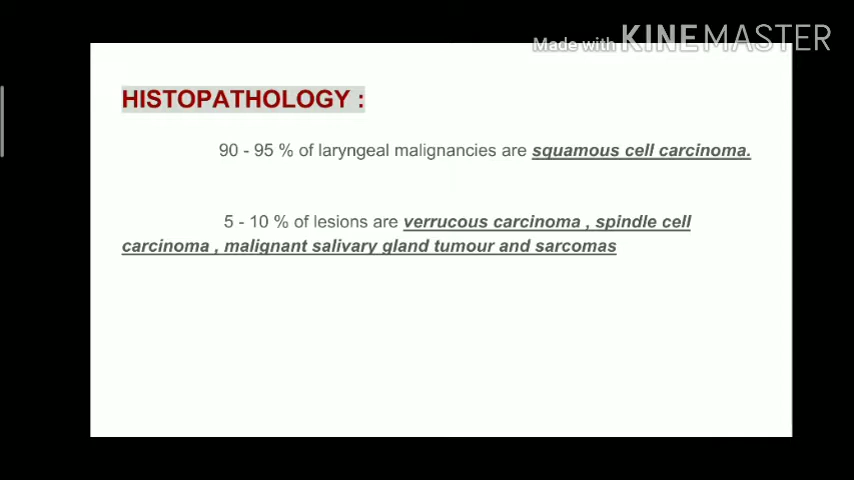 Made with KINEMASTER
HISTOPATHOLOGY :
90 - 95 % of laryngeal malignancies are squamous cell carcinoma.
5 - 10 % of lesions are verrucous carcinoma , spindle cell
carcinoma , malignant salivary gland tumour and sarcomas